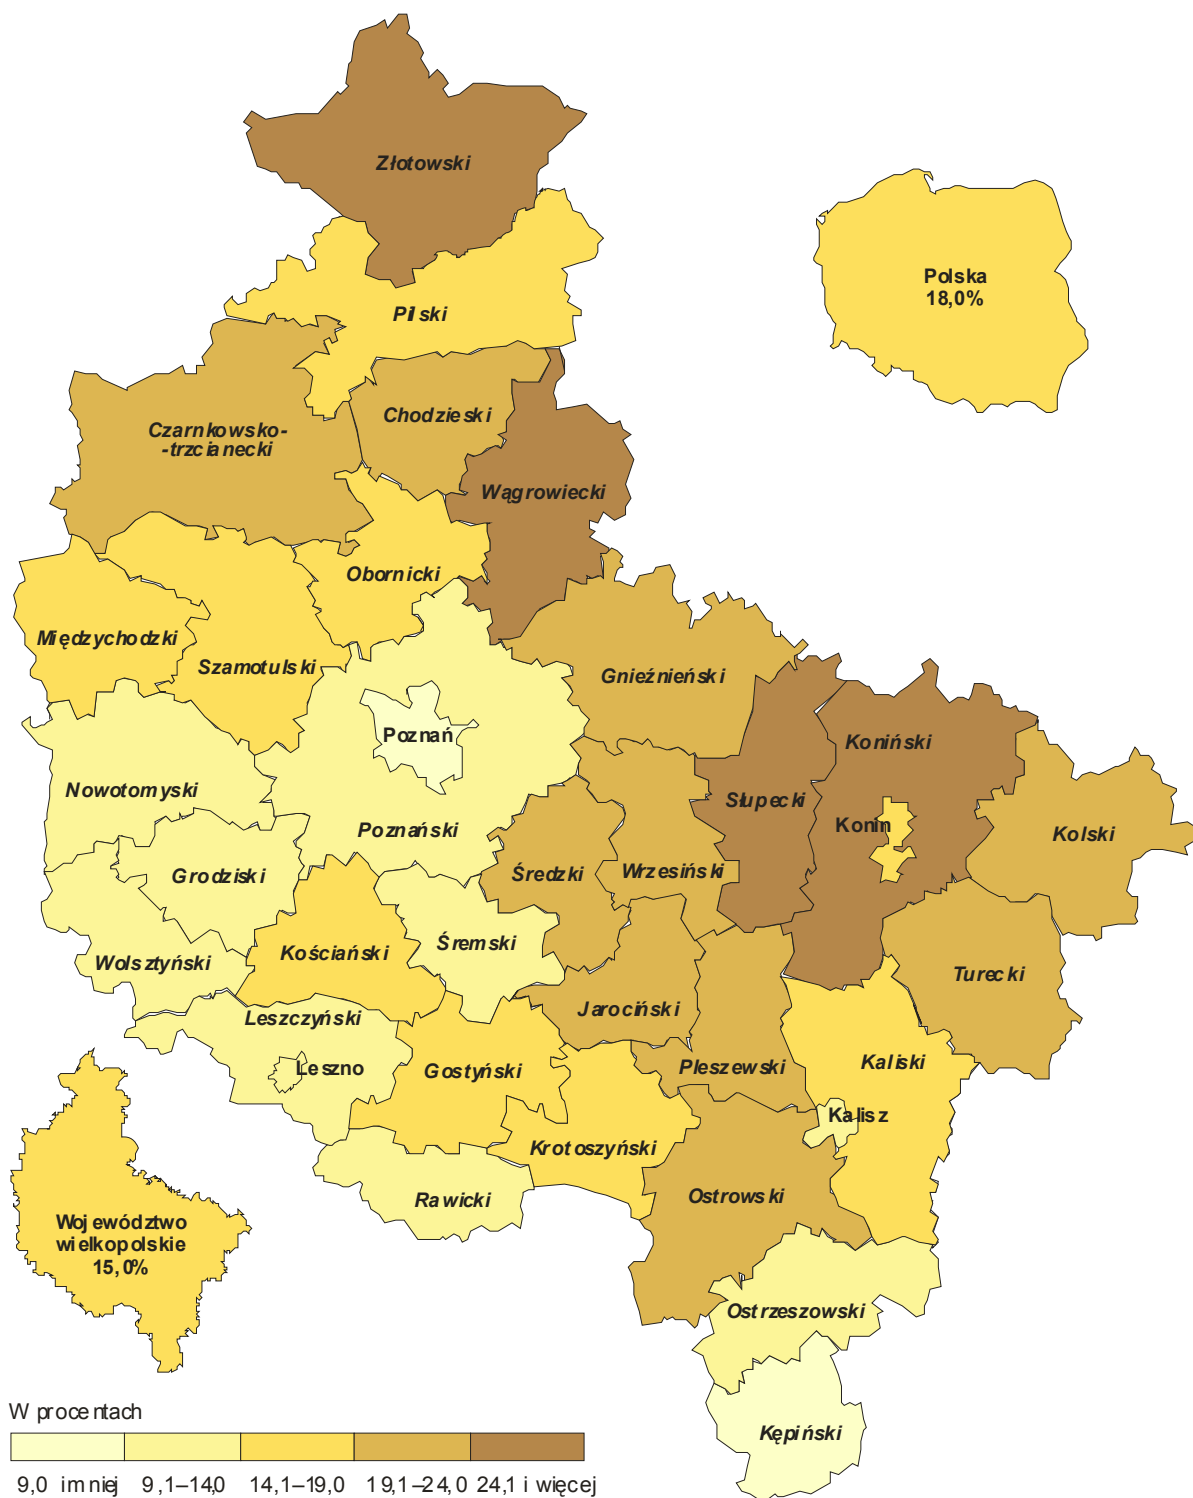 Złotowski
Polska
18,0%
Pilski
Chodzieski
Czarnkowsko-
-trzcianecki
Wągrowiecki
Obornicki
Międzychodzki
Szamotulski
Gnieźnieński
Poznań
Koniński
Nowotomyski
Słupecki
Poznański
Konin
Kolski
Grodziski
Średzki
Wrzesiński
Śremski
Kościański
Wolsztyński
Turecki
Leszczyński
Jarociński
Leszno
Gostyński
Pleszewski
Kaliski
Kalisz
Krotoszyński
Rawicki
Ostrowski
Województwo
wielkopolskie
15,0%
Ostrzeszowski
Kępiński
W procentach
9,0 i mniej 9,1–14,0 14,1–19,0 19,1–24,0 24,1 i więcej